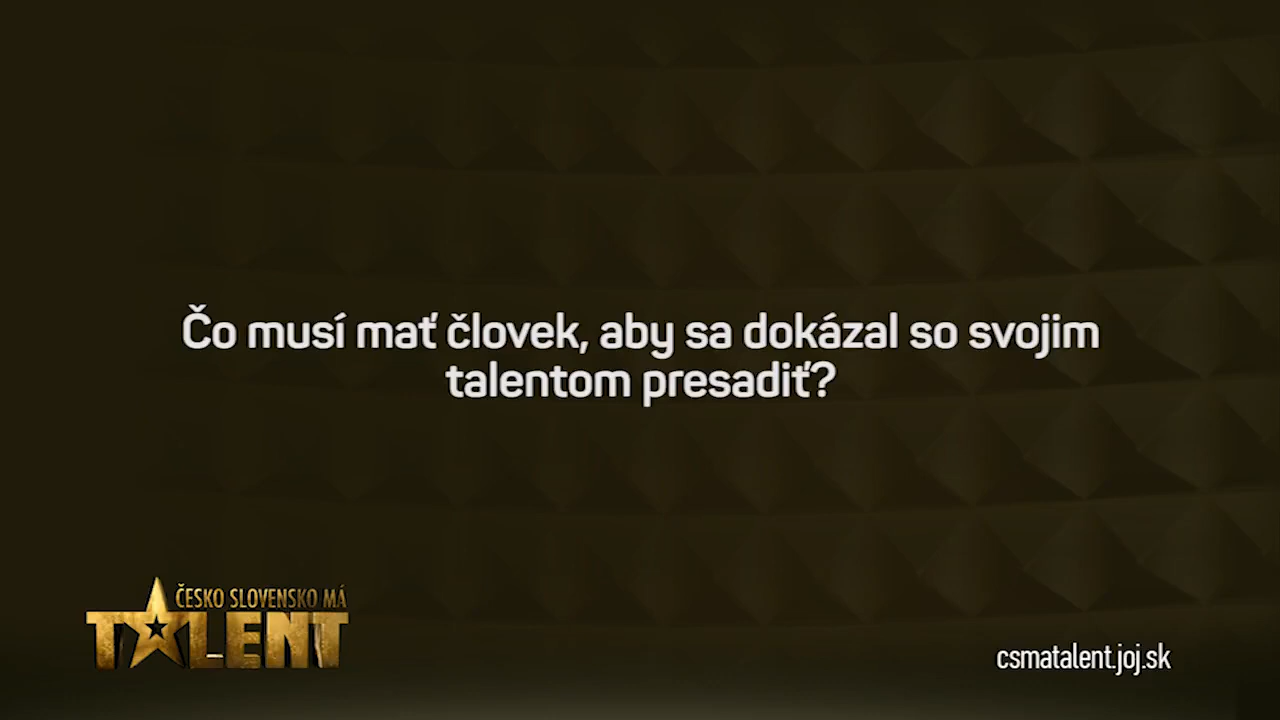 Čo musí mať človek, aby sa dokázal so svojim
talentom presadiť?
ČESKO SLOVENSKO MÁ
TALENT
csmatalent.joj.sk